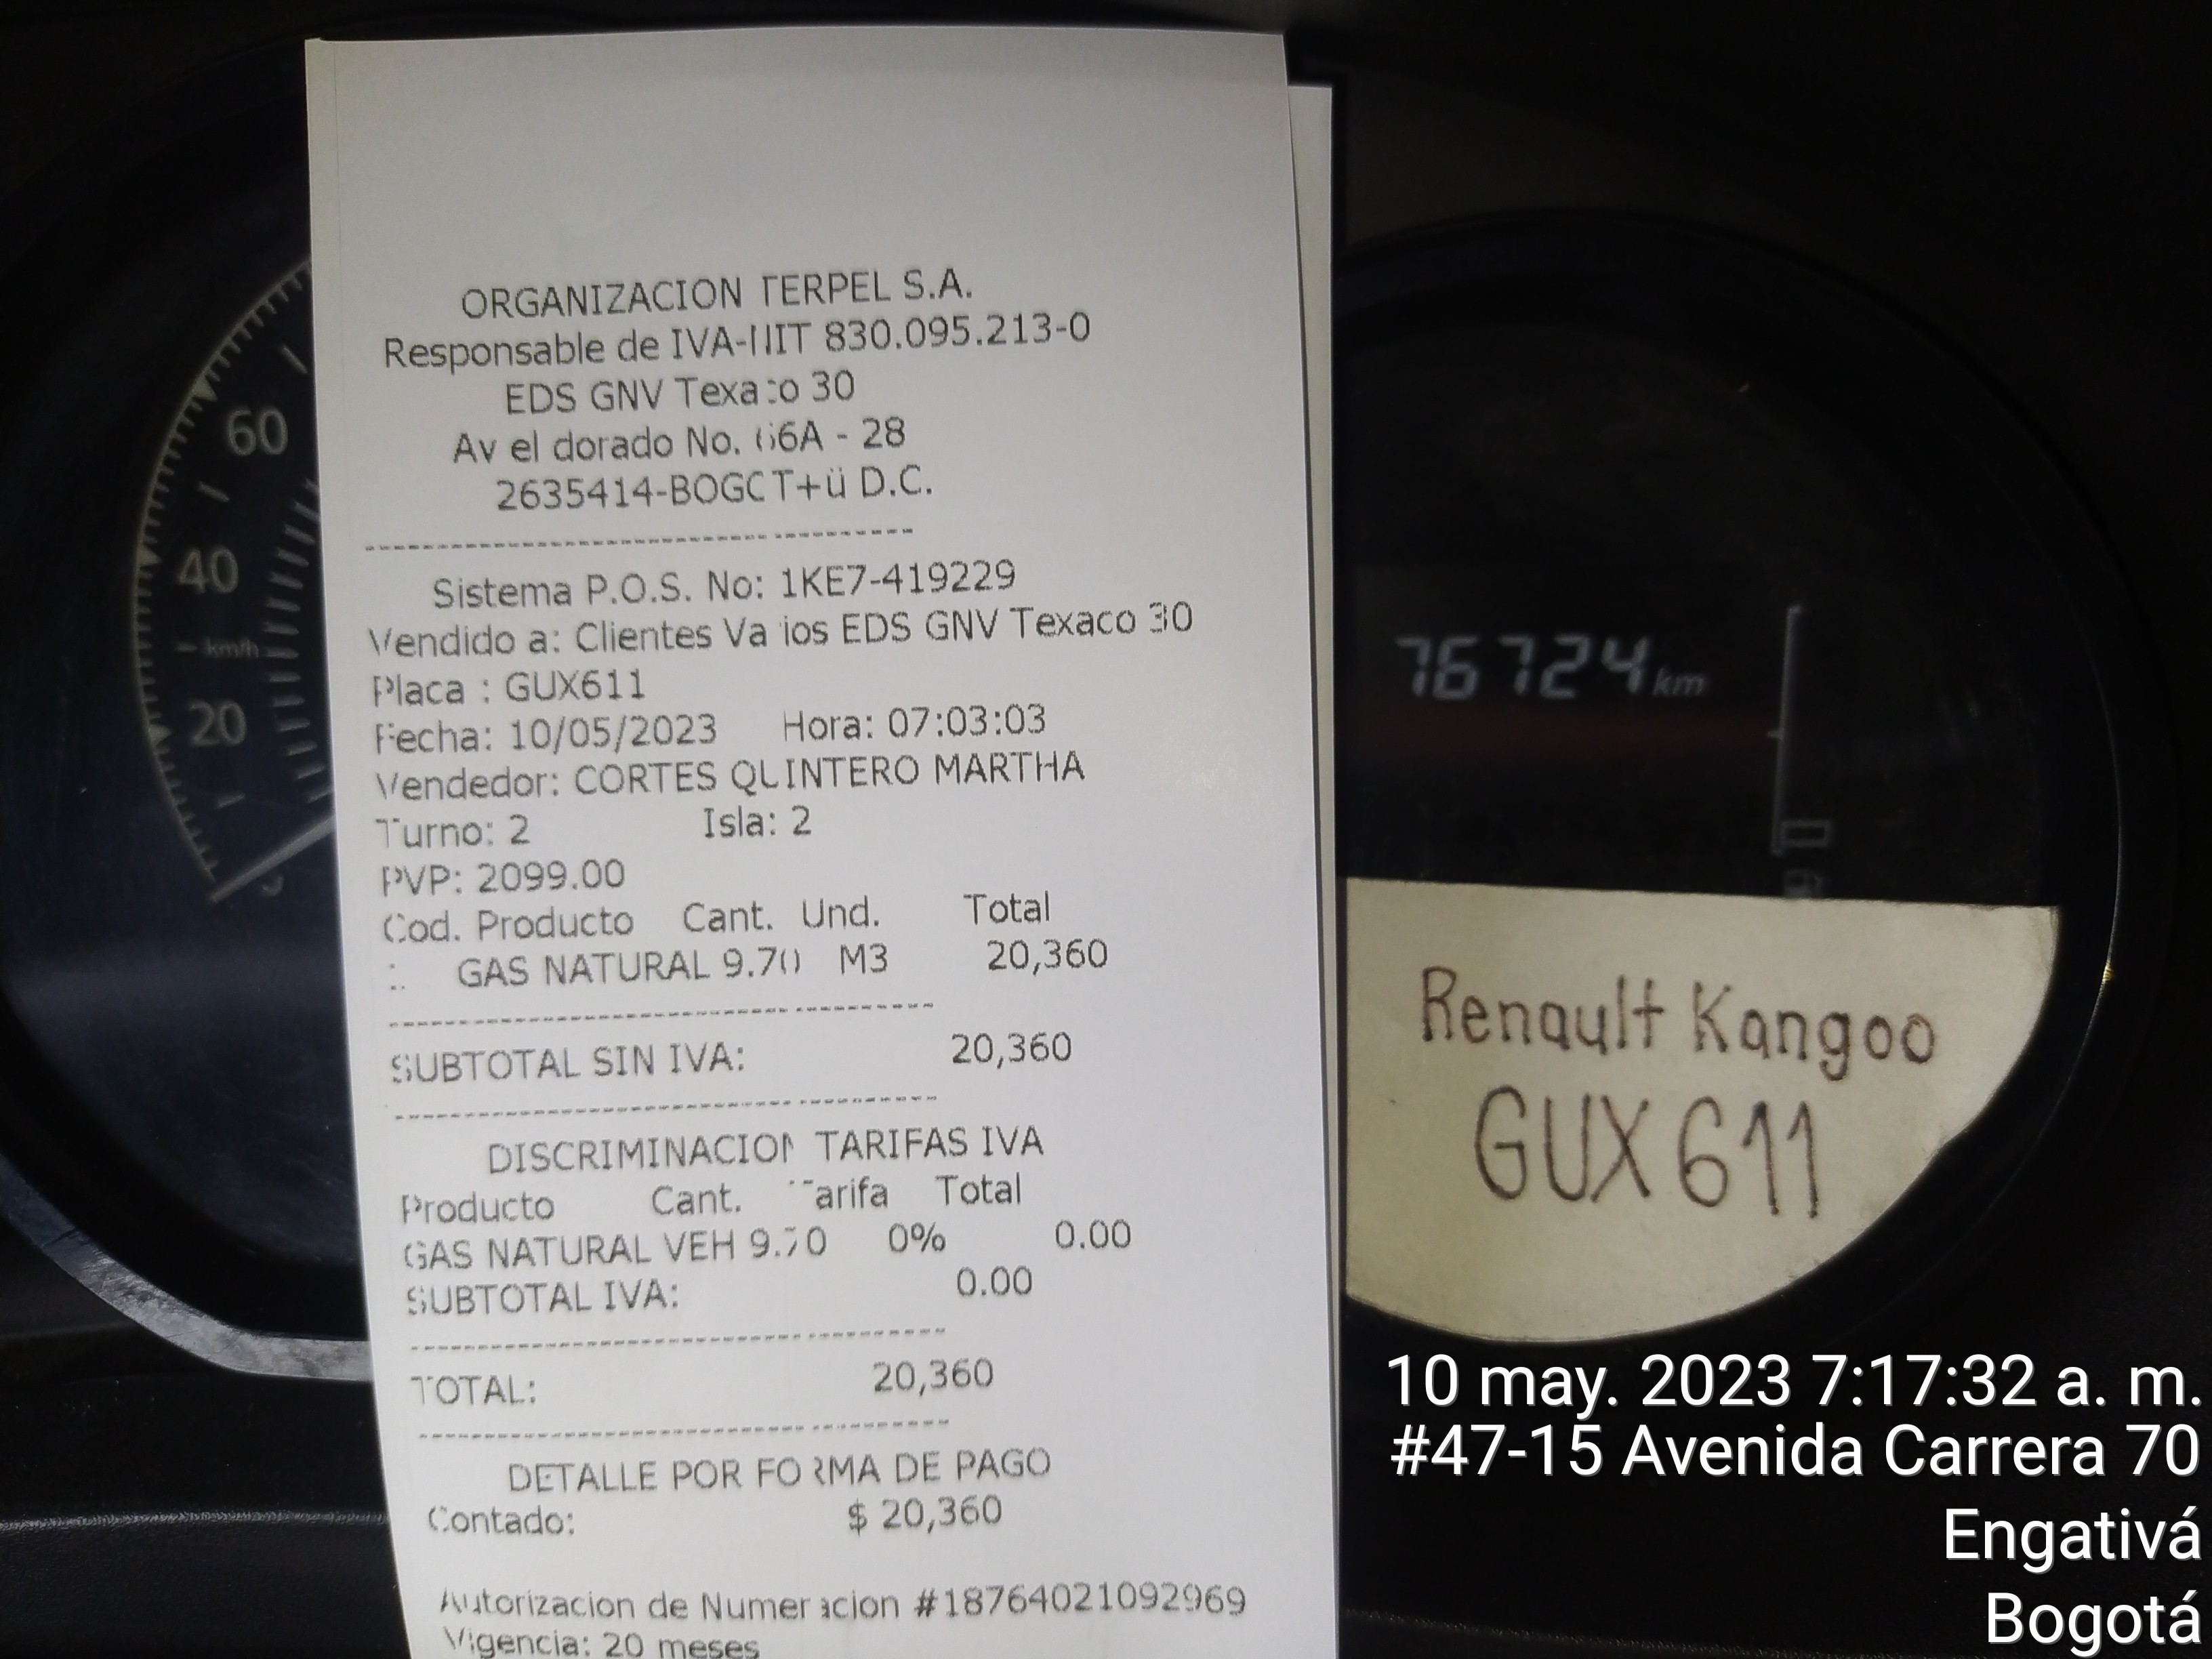 ORGANIZACION TERPEL S.A.
Responsable de IVA-NIT 830.095.213-0
EDS GNV Texaco 30
Av el dorado No. 66A - 28
2635414-BOGOT+ü D.C.
Sistema P.O.S. No: 1KE7-419229
Vendido a: Clientes Varios EDS GNV Texaco 30
Placa : GUX611
Fecha: 10/05/2023 Hora: 07:03:03
Vendedor: CORTES QUINTERO MARTHA
Turno: 2 Isla: 2
PVP: 2099.00
Cod. Producto Cant. Und. Total
GAS NATURAL 9.70 M3 20,360
SUBTOTAL SIN IVA: 20,360
DISCRIMINACION TARIFAS IVA
Producto Cant. Tarifa Total
GAS NATURAL VEH 9.70 0% 0.00
SUBTOTAL IVA: 0.00
TOTAL: 20,360
DETALLE POR FORMA DE PAGO
Contado: $ 20,360
Autorizacion de Numeracion #18764021092969
Vigencia: 20 meses
60
40
km/h
20
76724 km
Renault Kangoo
GUX 611
10 may. 2023 7:17:32 a. m.
#47-15 Avenida Carrera 70
Engativá
Bogotá